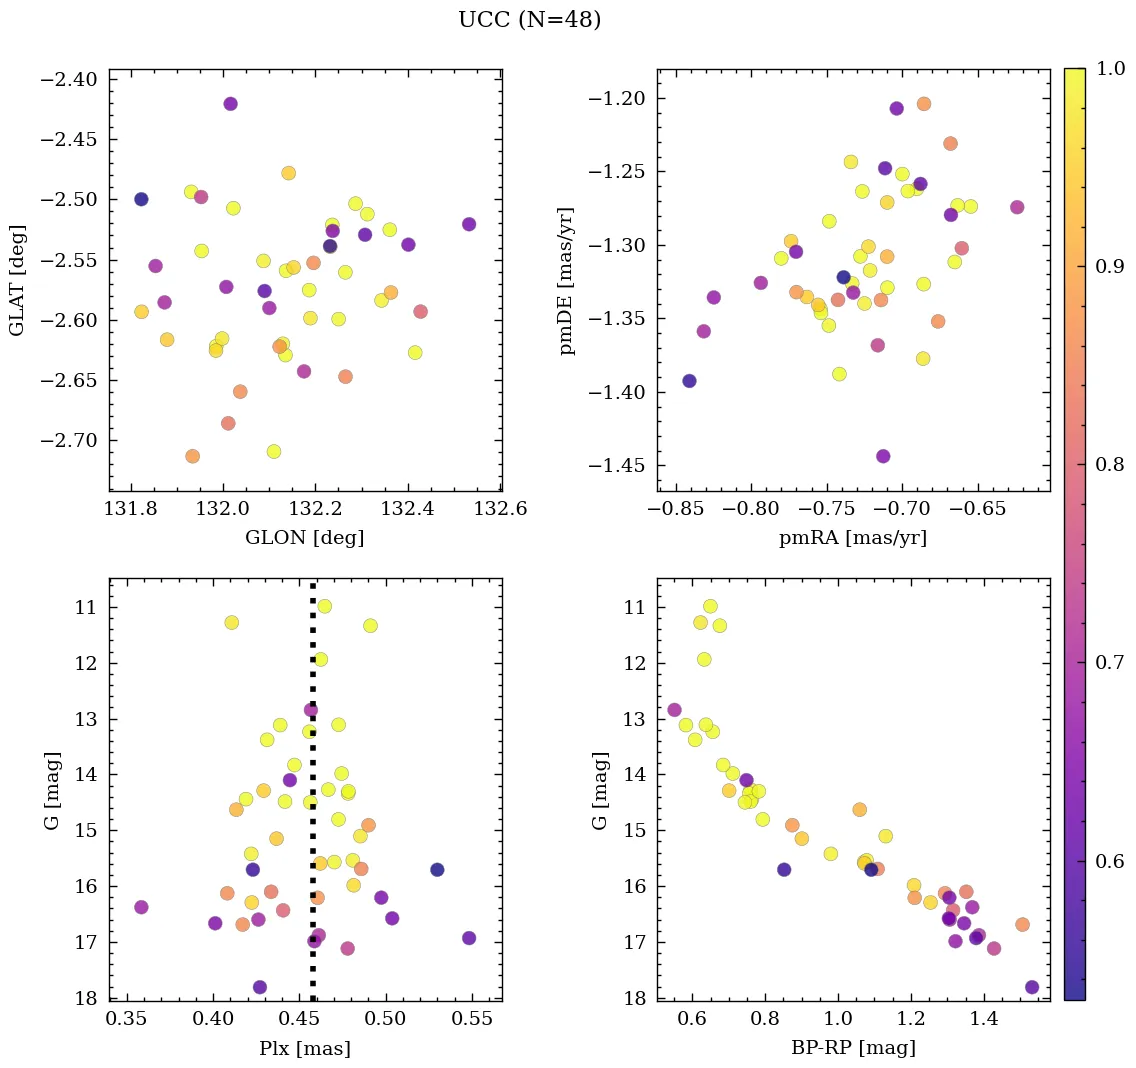 UCC (N=48)
−2.40
−2.45
−2.50
−2.55
−2.60
−2.65
−2.70
GLAT [deg]
131.8 132.0 132.2 132.4 132.6
GLON [deg]
−1.20
−1.25
−1.30
−1.35
−1.40
−1.45
pmDE [mas/yr]
−0.85 −0.80 −0.75 −0.70 −0.65
pmRA [mas/yr]
1.0
0.9
0.8
0.7
0.6
11
12
13
14
15
16
17
18
G [mag]
0.35 0.40 0.45 0.50 0.55
Plx [mas]
11
12
13
14
15
16
17
18
G [mag]
0.6 0.8 1.0 1.2 1.4
BP-RP [mag]